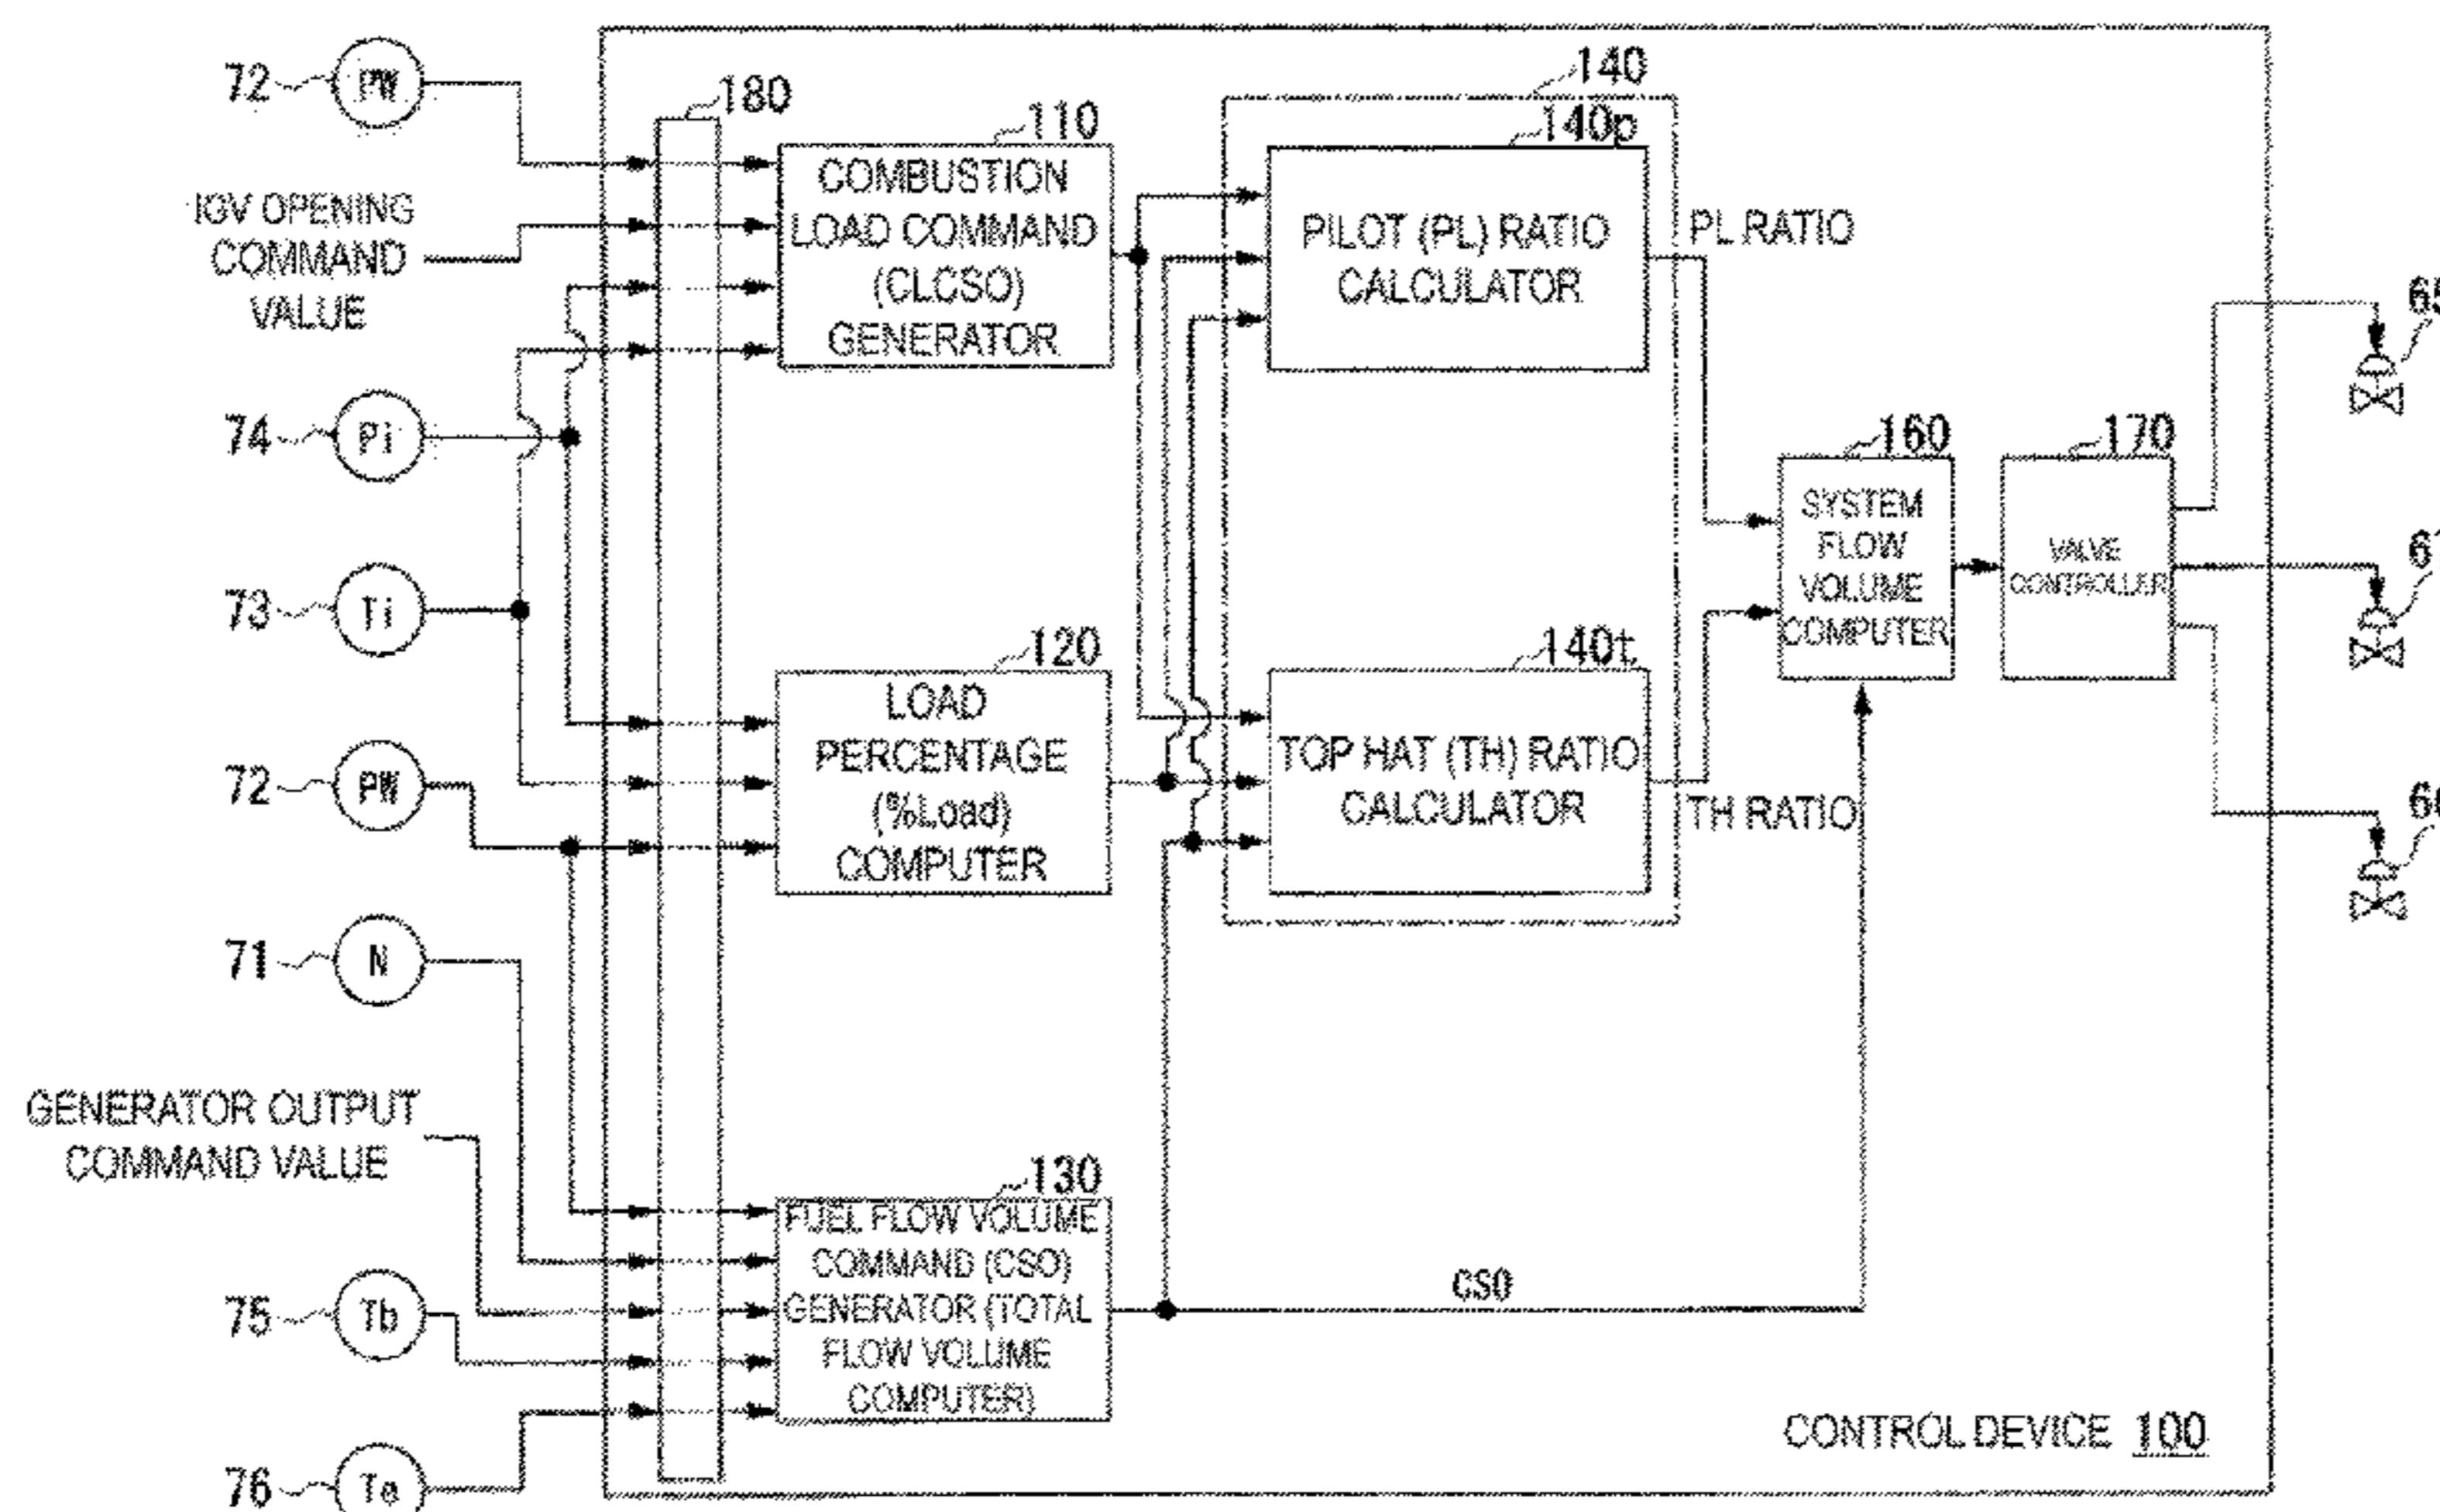 72
PW
IGV OPENING
COMMAND
VALUE
74
Pi
73
Ti
72
PW
71
N
GENERATOR OUTPUT
COMMAND VALUE
75
Tb
76
180
110
COMBUSTION
LOAD COMMAND
(CLCSO)
GENERATOR
120
LOAD
PERCENTAGE
(%Load)
COMPUTER
130
FUEL FLOW VOLUME
COMMAND (CSO)
GENERATOR (TOTAL
FLOW VOLUME
COMPUTER)
140
140p
PILOT (PL) RATIO
CALCULATOR
PL RATIO
140t
TOP HAT (TH) RATIO
CALCULATOR
TH RATIO
160
SYSTEM
FLOW
VOLUME
COMPUTER
170
VALVE
CONTROLLER
65
CSO
CONTROL DEVICE 100